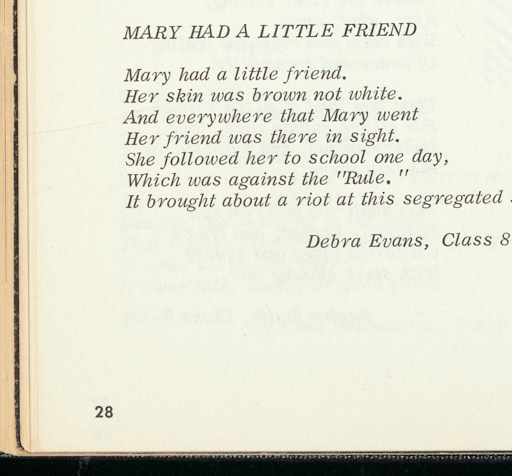 MARY HAD A LITTLE FRIEND
Mary had a little friend.
Her skin was brown not white.
And everywhere that Mary went
Her friend was there in sight.
She followed her to school one day,
Which was against the "Rule."
It brought about a riot at this segregated
Debra Evans, Class 8
28